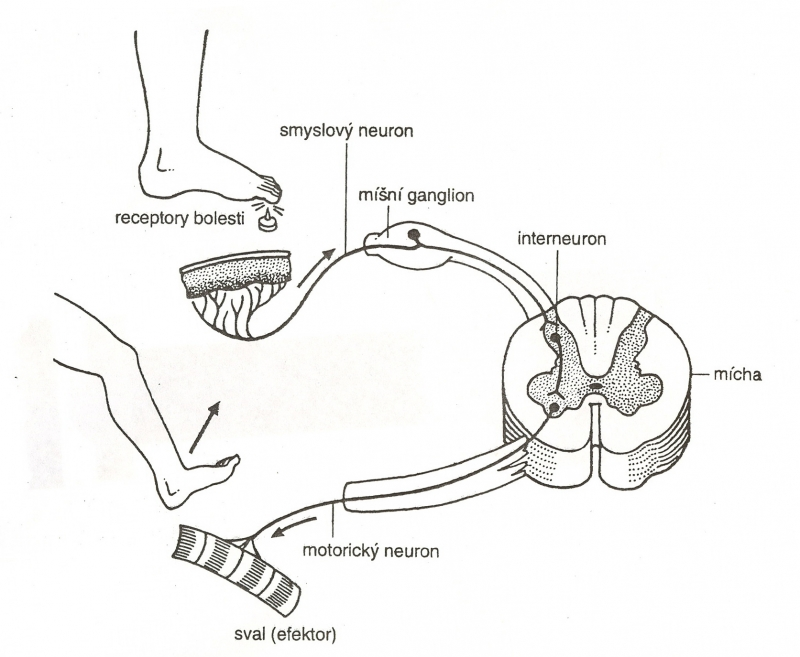 smyslový neuron
míšní ganglion
receptory bolesti
interneuron
mícha
motorický neuron
sval (efektor)